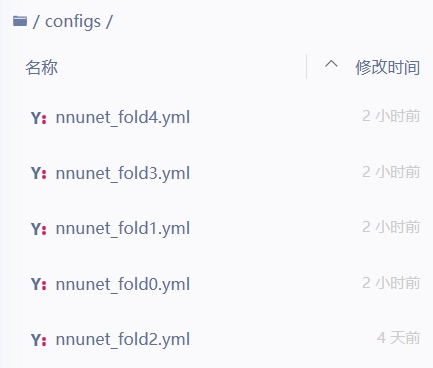 / configs /
名称 修改时间
Y: nnunet_fold4.yml 2 小时前
Y: nnunet_fold3.yml 2 小时前
Y: nnunet_fold1.yml 2 小时前
Y: nnunet_fold0.yml 2 小时前
Y: nnunet_fold2.yml 4 天前